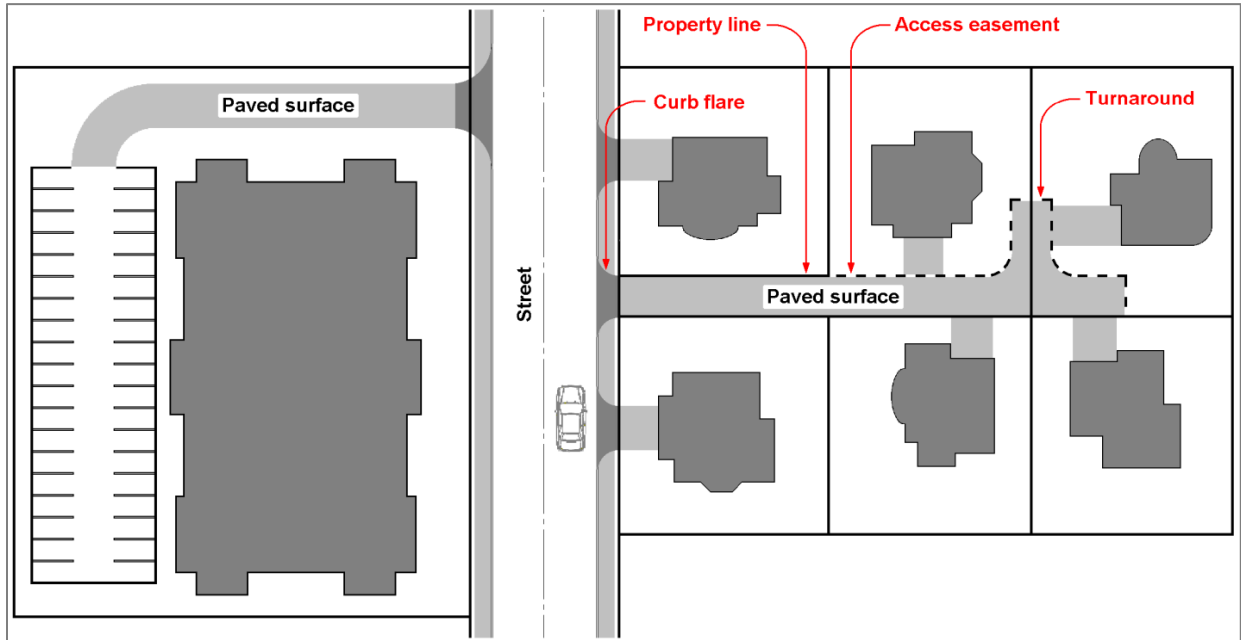 Property line
Access easement
Paved surface
Curb flare
Turnaround
Street
Paved surface